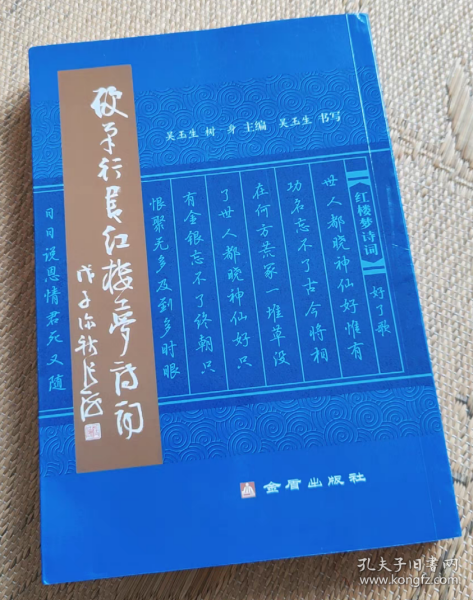 硬笔行书红楼梦诗词
戊子
吴玉生 树 身 主编 吴玉生 书写
《红楼梦诗词》 好了歌
世人都晓神仙好惟有
功名忘不了古今将相
在何方荒冢一堆草没
了世人都晓神仙好只
有金银忘不了终朝只
恨聚无多及到多时眼
日日说恩情君死又随
金盾出版社
孔夫子旧书网
book.kongfz.com